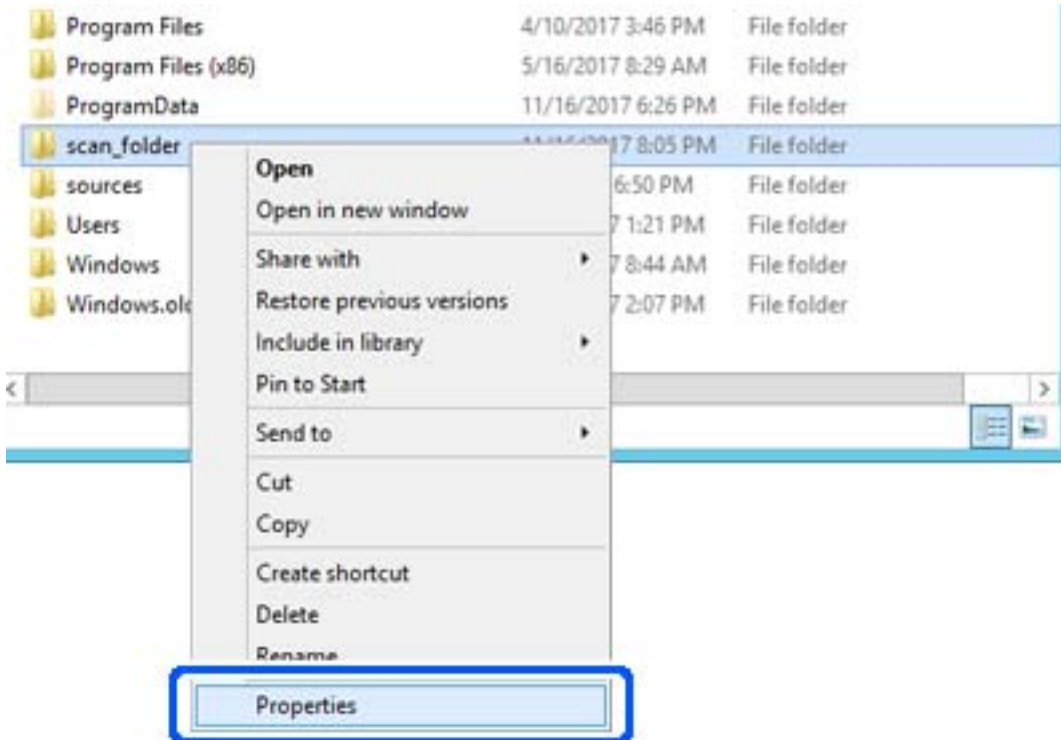 Program Files 4/10/2017 3:46 PM File folder
Program Files (x86) 5/16/2017 8:29 AM File folder
ProgramData 11/16/2017 6:26 PM File folder
scan_folder 17 8:05 PM File folder
sources 6:50 PM File folder
Users 7 1:21 PM File folder
Windows 7 8:44 AM File folder
Windows.old 7 2:07 PM File folder
Open
Open in new window
Share with
Restore previous versions
Include in library
Pin to Start
Send to
Cut
Copy
Create shortcut
Delete
Rename
Properties